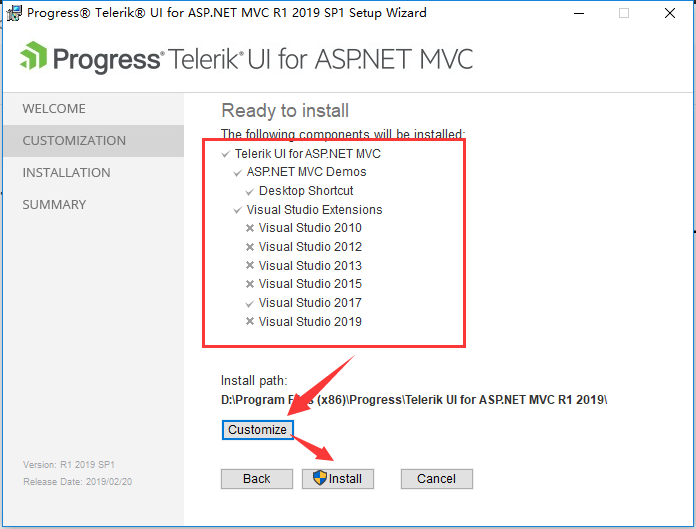 Progress® Telerik® UI for ASP.NET MVC R1 2019 SP1 Setup Wizard
Progress® Telerik® UI for ASP.NET MVC
WELCOME
CUSTOMIZATION
INSTALLATION
SUMMARY
Ready to install
The following components will be installed:
Telerik UI for ASP.NET MVC
ASP.NET MVC Demos
Desktop Shortcut
Visual Studio Extensions
Visual Studio 2010
Visual Studio 2012
Visual Studio 2013
Visual Studio 2015
Visual Studio 2017
Visual Studio 2019
Install path:
D:\Program Files (x86)\Progress\Telerik UI for ASP.NET MVC R1 2019\
Customize
Version: R1 2019 SP1
Release Date: 2019/02/20
Back Install Cancel